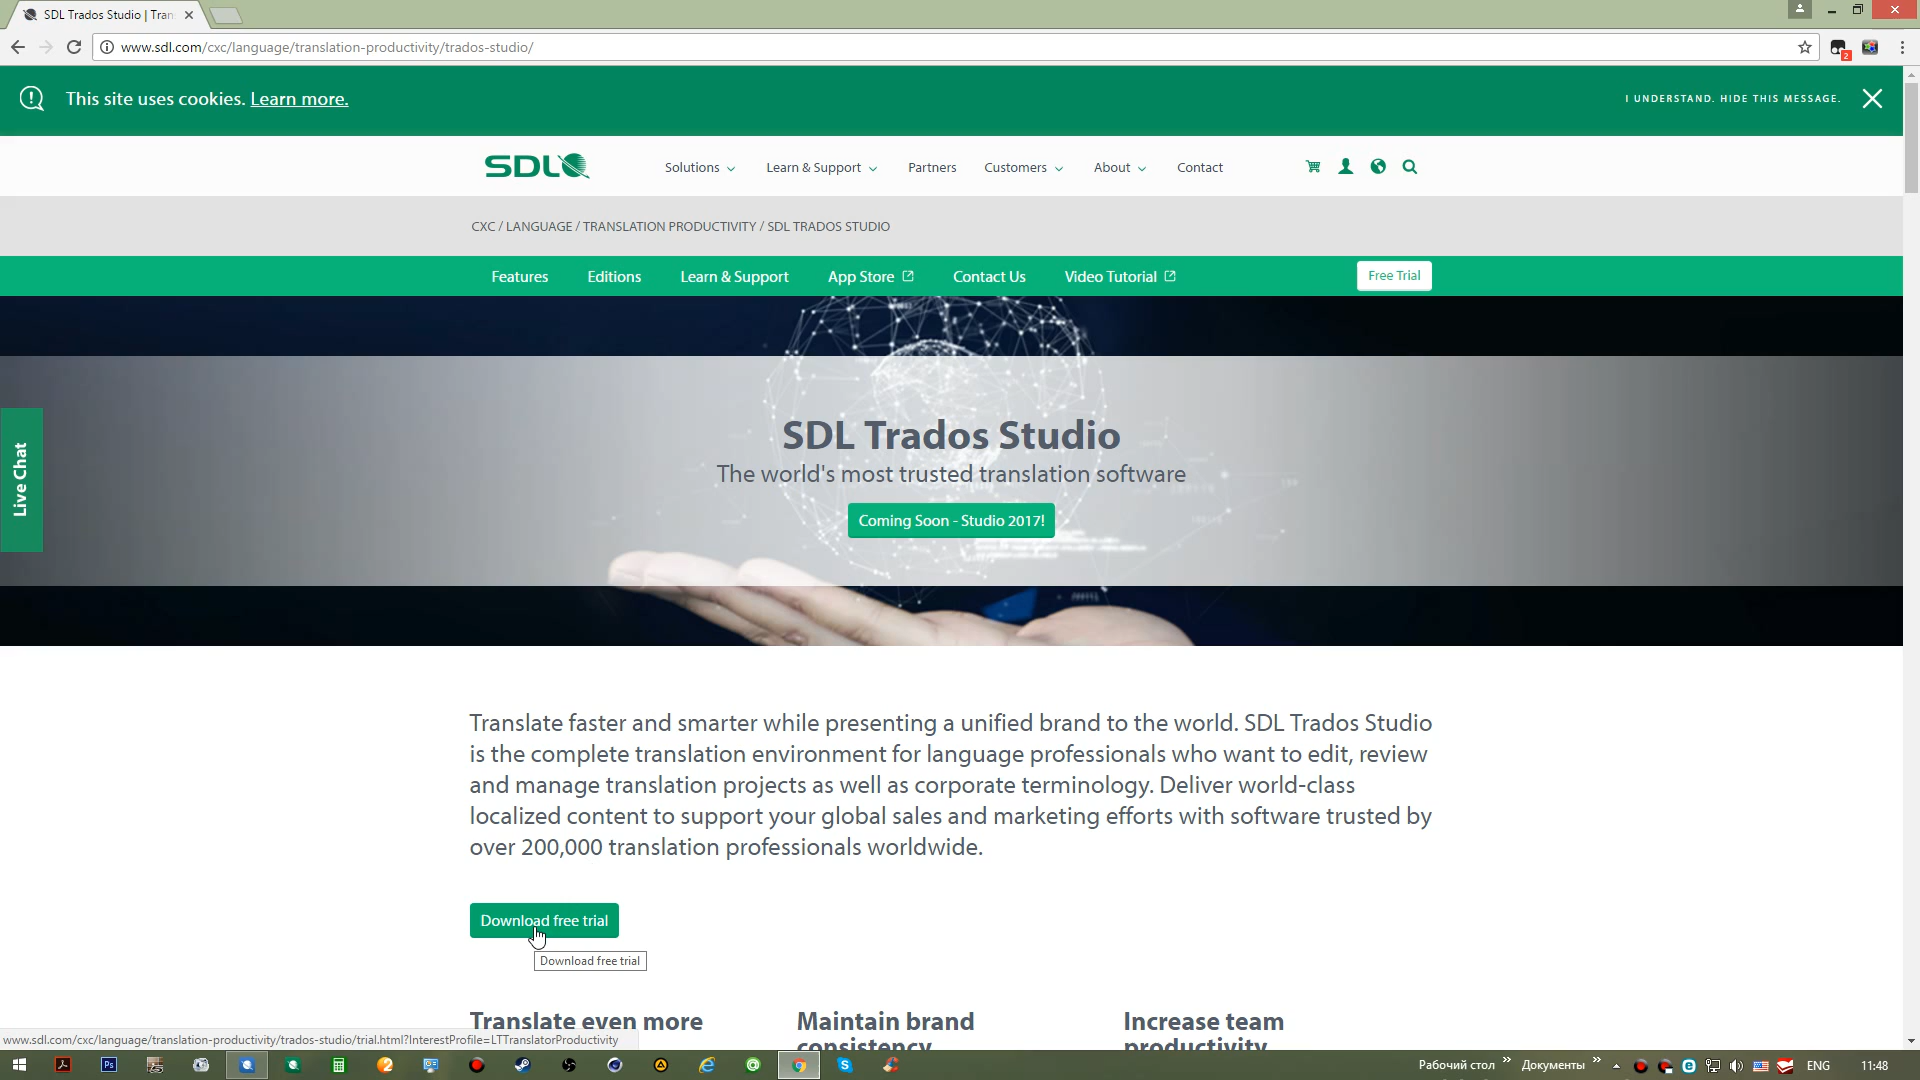 SDL Trados Studio | Tran
www.sdl.com/cxc/language/translation-productivity/trados-studio/
2
This site uses cookies. Learn more.
I UNDERSTAND. HIDE THIS MESSAGE.
SDL
Solutions
Learn & Support
Partners
Customers
About
Contact
CXC / LANGUAGE / TRANSLATION PRODUCTIVITY / SDL TRADOS STUDIO
Features
Editions
Learn & Support
App Store
Contact Us
Video Tutorial
Free Trial
Live Chat
SDL Trados Studio
The world's most trusted translation software
Coming Soon - Studio 2017!
Translate faster and smarter while presenting a unified brand to the world. SDL Trados Studio
is the complete translation environment for language professionals who want to edit, review
and manage translation projects as well as corporate terminology. Deliver world-class
localized content to support your global sales and marketing efforts with software trusted by
over 200,000 translation professionals worldwide.
Download free trial
Download free trial
Translate even more
Maintain brand
consistency
Increase team
productivity
www.sdl.com/cxc/language/translation-productivity/trados-studio/trial.html?InterestProfile=LTTranslatorProductivity
Рабочий стол
Документы
ENG
11:48